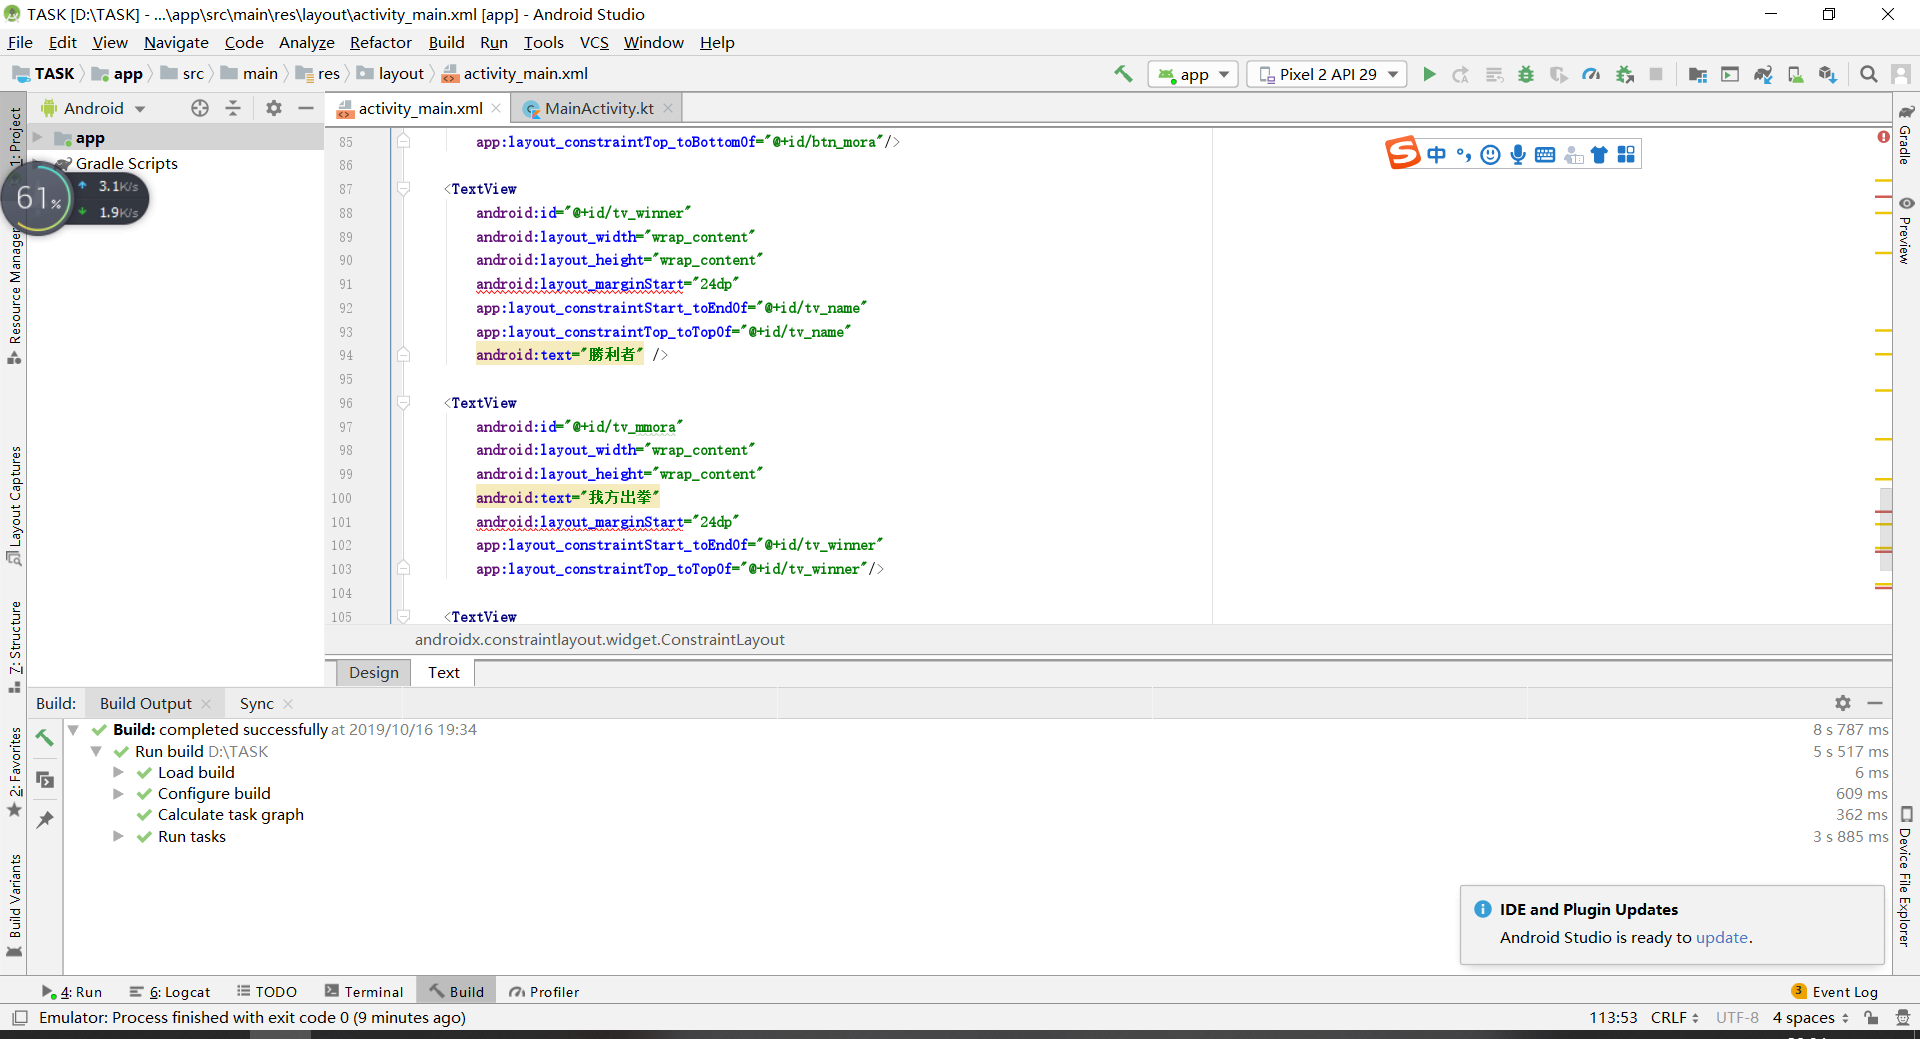 TASK [D:\TASK] - ...\app\src\main\res\layout\activity_main.xml [app] - Android Studio
File Edit View Navigate Code Analyze Refactor Build Run Tools VCS Window Help
TASK app src main res layout activity_main.xml
app Pixel 2 API 29
Android
activity_main.xml MainActivity.kt
app
Gradle Scripts
61%
3.1K/s
1.9K/s
1: Project
Resource Manager
Layout Captures
Z: Structure
2: Favorites
Build Variants
中
85 app:layout_constraintTop_toBottomOf="@+id/btn_mora"/>
86
87 <TextView
88 android:id="@+id/tv_winner"
89 android:layout_width="wrap_content"
90 android:layout_height="wrap_content"
91 android:layout_marginStart="24dp"
92 app:layout_constraintStart_toEndOf="@+id/tv_name"
93 app:layout_constraintTop_toTopOf="@+id/tv_name"
94 android:text="勝利者" />
95
96 <TextView
97 android:id="@+id/tv_mmora"
98 android:layout_width="wrap_content"
99 android:layout_height="wrap_content"
100 android:text="我方出拳"
101 android:layout_marginStart="24dp"
102 app:layout_constraintStart_toEndOf="@+id/tv_winner"
103 app:layout_constraintTop_toTopOf="@+id/tv_winner"/>
104
105 <TextView
androidx.constraintlayout.widget.ConstraintLayout
Design Text
Gradle
Preview
Device File Explorer
Build: Build Output Sync
Build: completed successfully at 2019/10/16 19:34 8 s 787 ms
Run build D:\TASK 5 s 517 ms
Load build 6 ms
Configure build 609 ms
Calculate task graph 362 ms
Run tasks 3 s 885 ms
IDE and Plugin Updates
Android Studio is ready to update.
4: Run 6: Logcat TODO Terminal Build Profiler 3 Event Log
Emulator: Process finished with exit code 0 (9 minutes ago) 113:53 CRLF UTF-8 4 spaces